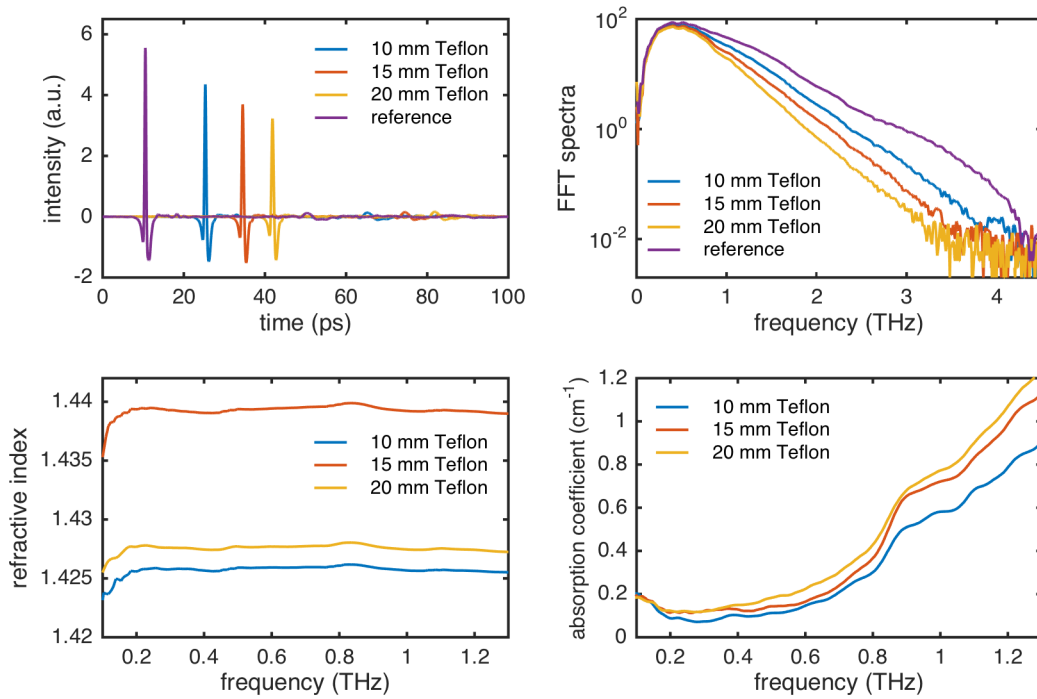 6
4
2
0
-2
intensity (a.u.)
10 mm Teflon
15 mm Teflon
20 mm Teflon
reference
0 20 40 60 80 100
time (ps)
10²
10⁰
10⁻²
FFT spectra
10 mm Teflon
15 mm Teflon
20 mm Teflon
reference
0 1 2 3 4
frequency (THz)
1.44
1.435
1.43
1.425
1.42
refractive index
10 mm Teflon
15 mm Teflon
20 mm Teflon
0.2 0.4 0.6 0.8 1 1.2
frequency (THz)
1.2
1
0.8
0.6
0.4
0.2
0
absorption coefficient (cm⁻¹)
10 mm Teflon
15 mm Teflon
20 mm Teflon
0.2 0.4 0.6 0.8 1 1.2
frequency (THz)